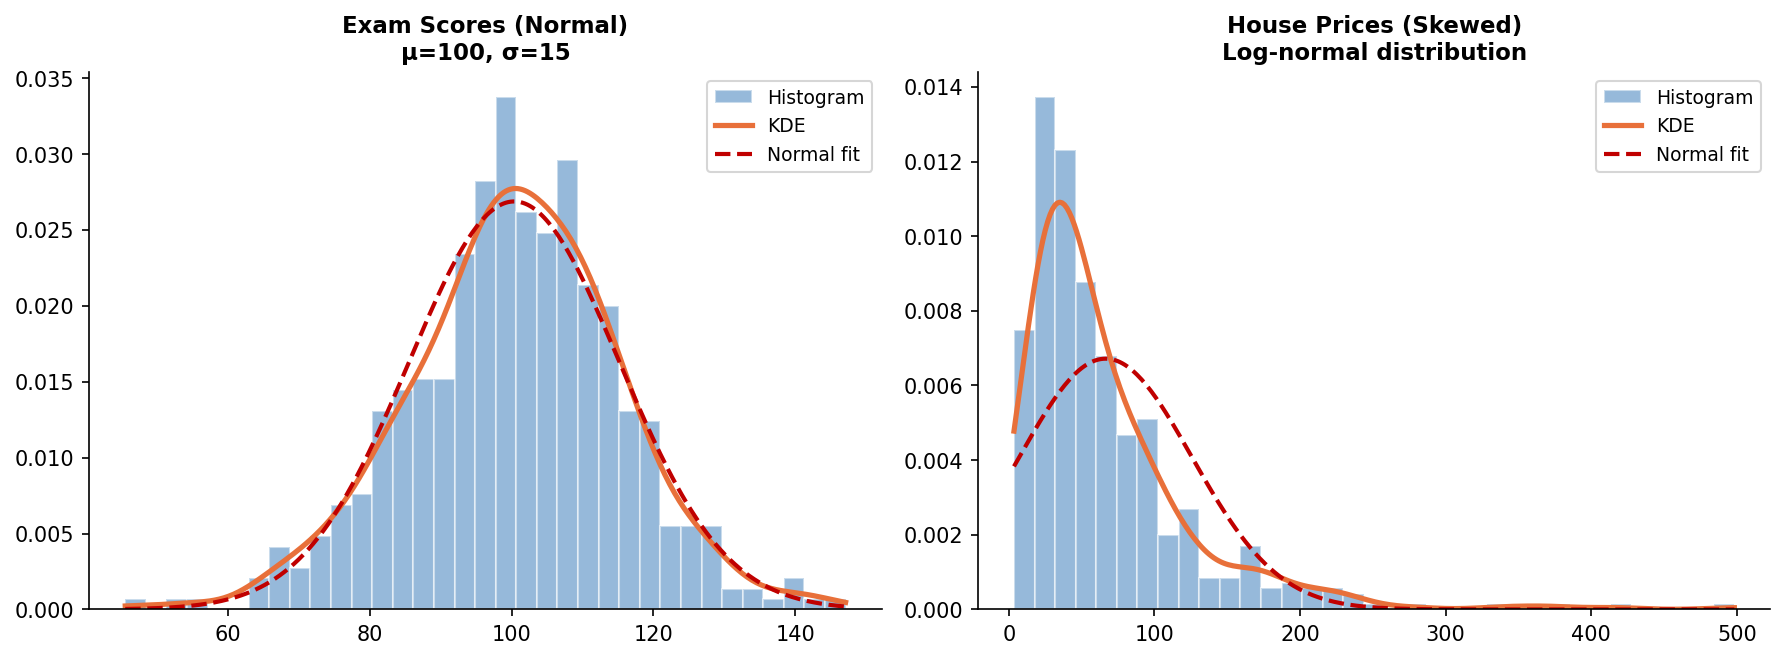 Exam Scores (Normal)
μ=100, σ=15
0.035
0.030
0.025
0.020
0.015
0.010
0.005
0.000
60
80
100
120
140
Histogram
KDE
Normal fit
House Prices (Skewed)
Log-normal distribution
0.014
0.012
0.010
0.008
0.006
0.004
0.002
0.000
0
100
200
300
400
500
Histogram
KDE
Normal fit